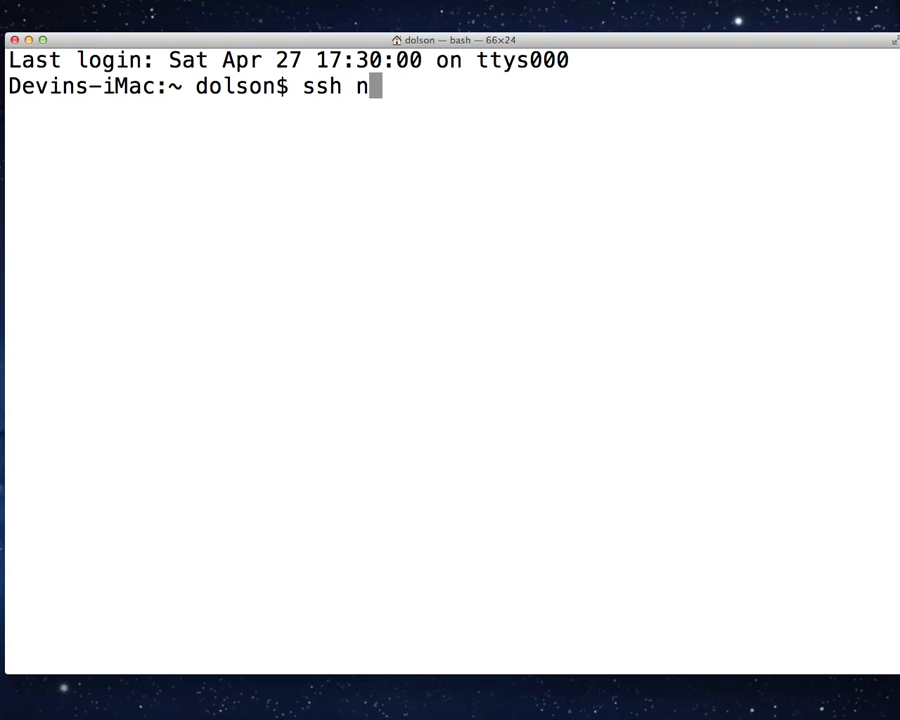 dolson — bash — 66×24
Last login: Sat Apr 27 17:30:00 on ttys000
Devins-iMac:~ dolson$ ssh n